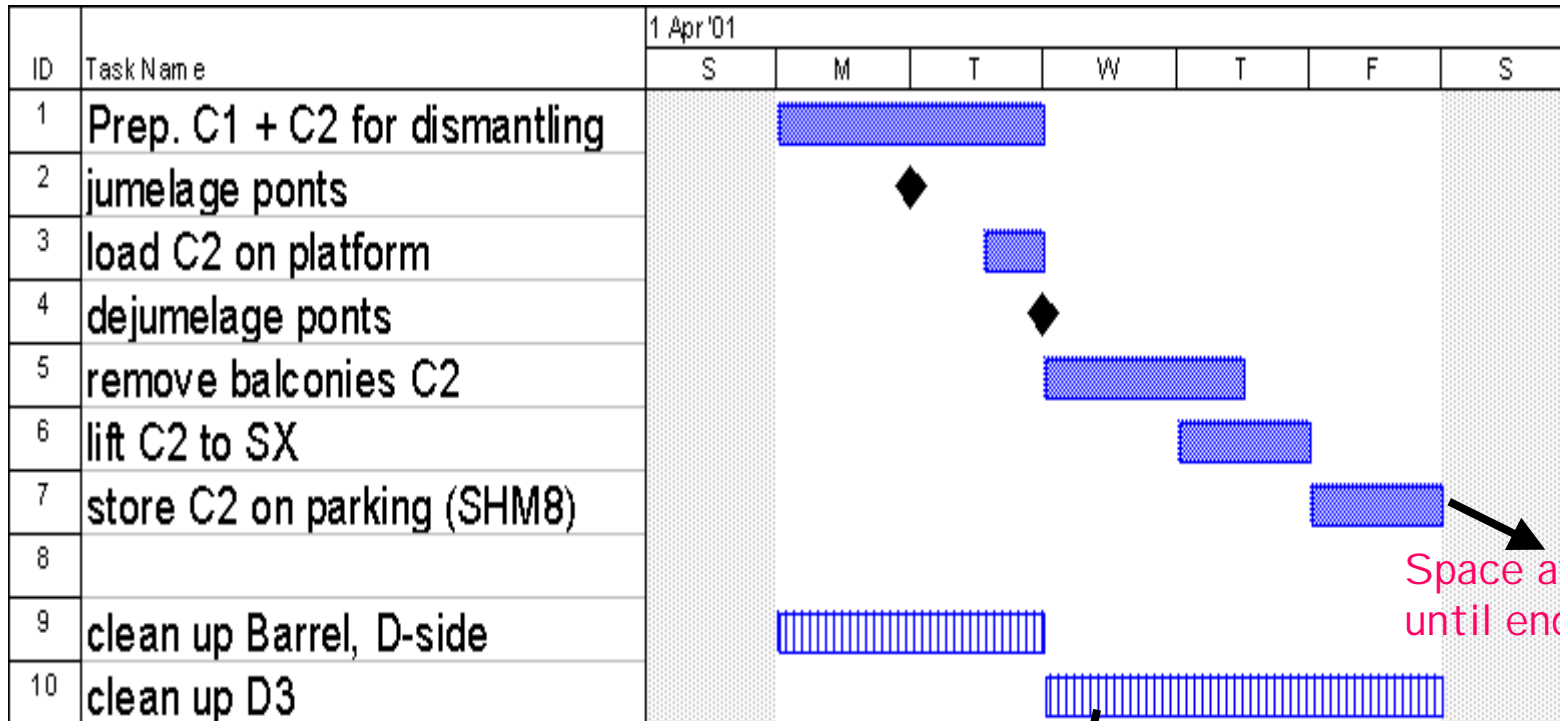 1 Apr '01
ID Task Name S M T W T F S
1 Prep. C1 + C2 for dismantling
2 jumelage ponts
3 load C2 on platform
4 dejumelage ponts
5 remove balconies C2
6 lift C2 to SX
7 store C2 on parking (SHM8)
8
Space
until
9 clean up Barrel, D-side
10 clean up D3